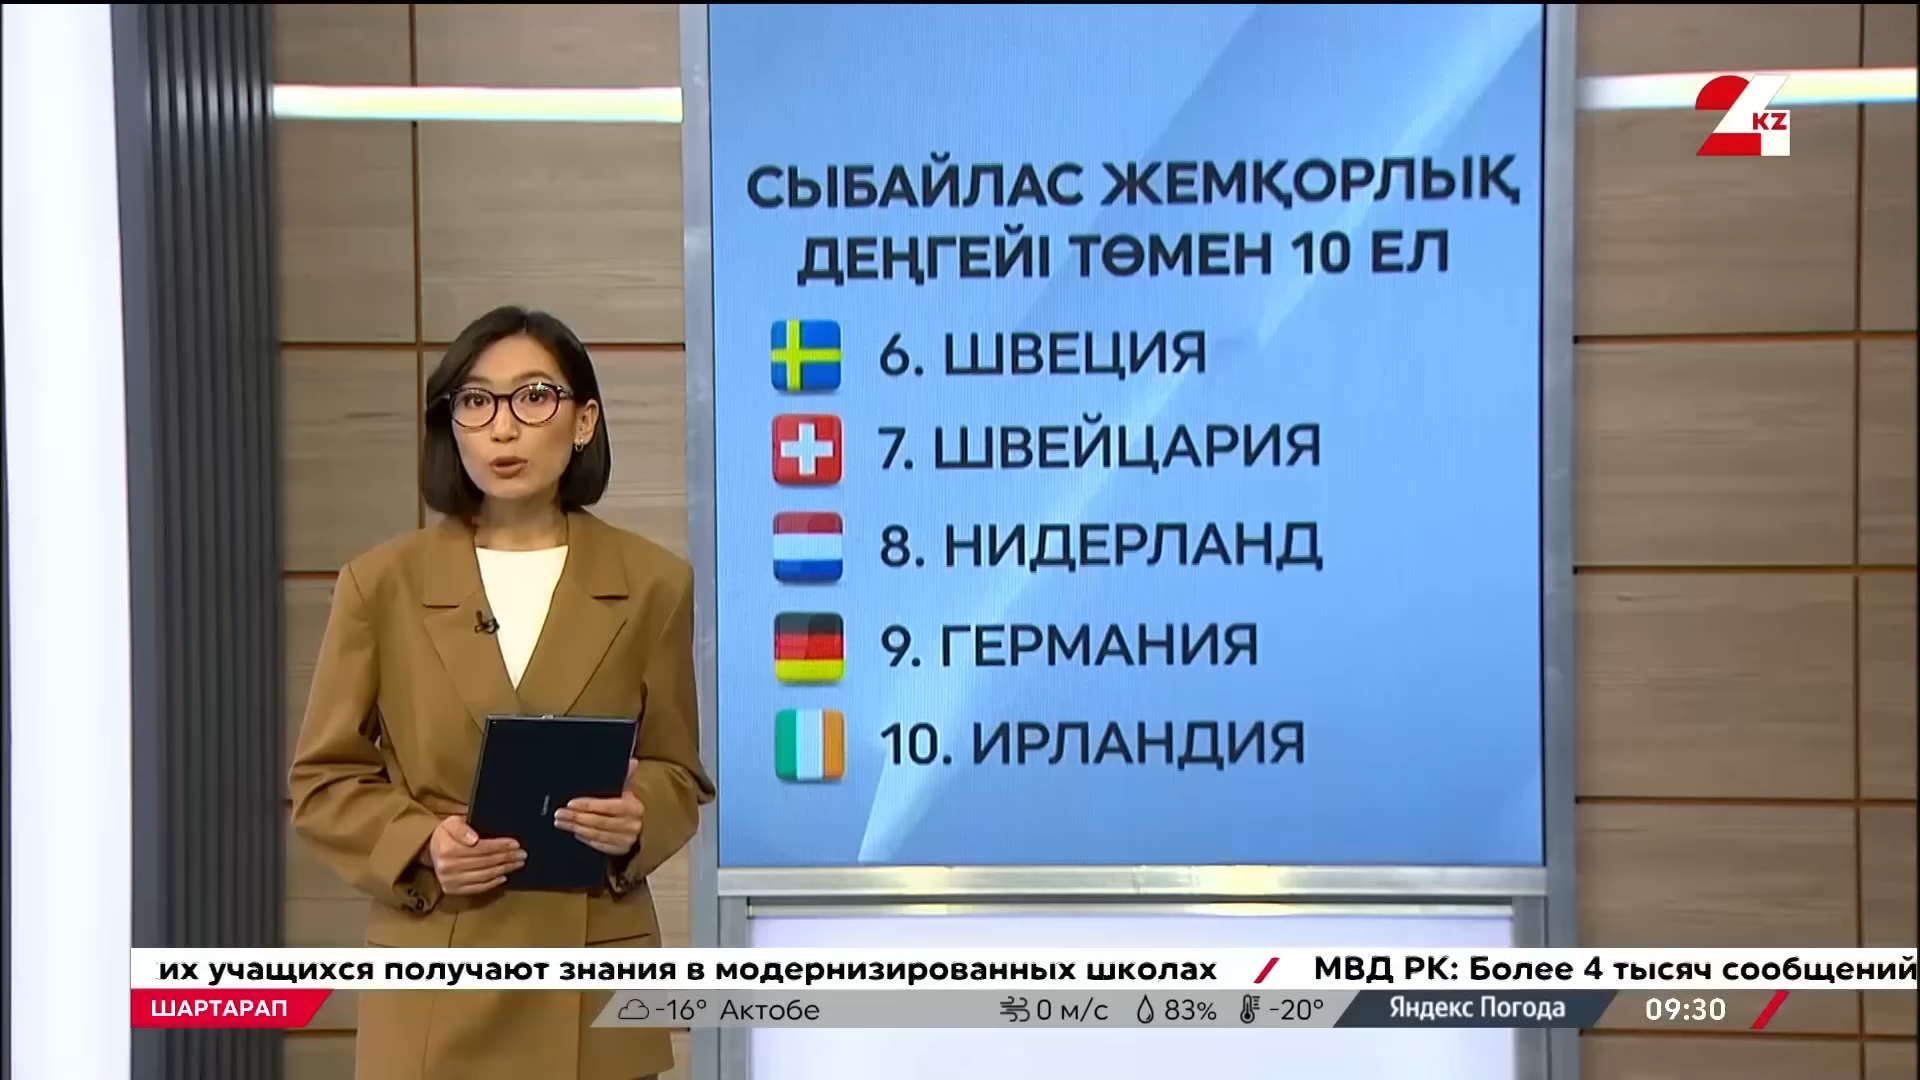 24 KZ
СЫБАЙЛАС ЖЕМҚОРЛЫҚ
ДЕҢГЕЙІ ТӨМЕН 10 ЕЛ
6. ШВЕЦИЯ
7. ШВЕЙЦАРИЯ
8. НИДЕРЛАНД
9. ГЕРМАНИЯ
10. ИРЛАНДИЯ
их учащихся получают знания в модернизированных школах / МВД РК: Более 4 тысяч сообщений
ШАРТАРАП -16° Актобе 0 м/с 83% -20° Яндекс Погода 09:30